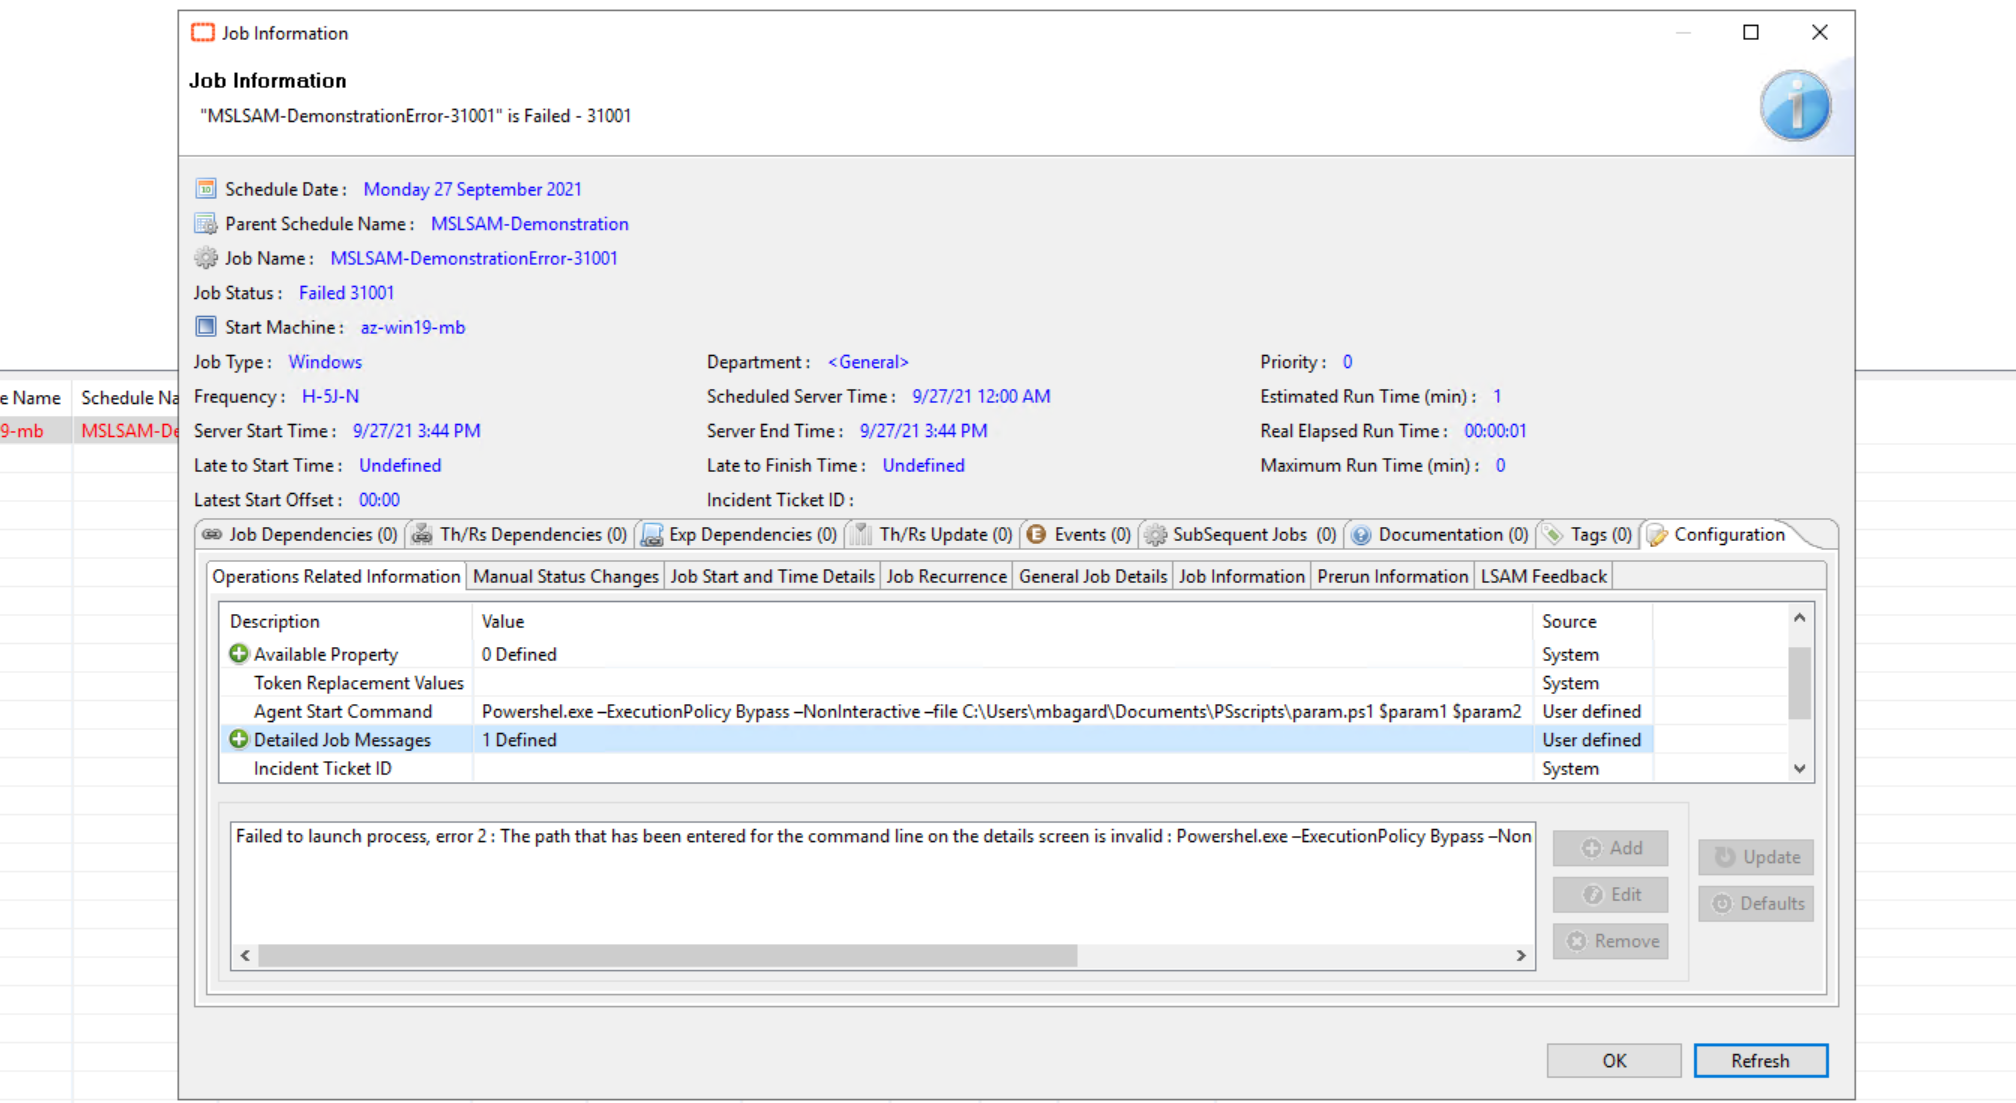 Job Information
Job Information
"MSLSAM-DemonstrationError-31001" is Failed - 31001
Schedule Date : Monday 27 September 2021
Parent Schedule Name : MSLSAM-Demonstration
Job Name : MSLSAM-DemonstrationError-31001
Job Status : Failed 31001
Start Machine : az-win19-mb
Job Type : Windows Department : <General> Priority : 0
e Name Schedule Na Frequency : H-5J-N Scheduled Server Time : 9/27/21 12:00 AM Estimated Run Time (min) : 1
9-mb MSLSAM-De Server Start Time : 9/27/21 3:44 PM Server End Time : 9/27/21 3:44 PM Real Elapsed Run Time : 00:00:01
Late to Start Time : Undefined Late to Finish Time : Undefined Maximum Run Time (min) : 0
Latest Start Offset : 00:00 Incident Ticket ID :
Job Dependencies (0) Th/Rs Dependencies (0) Exp Dependencies (0) Th/Rs Update (0) Events (0) SubSequent Jobs (0) Documentation (0) Tags (0) Configuration
Operations Related Information Manual Status Changes Job Start and Time Details Job Recurrence General Job Details Job Information Prerun Information LSAM Feedback
Description Value Source
Available Property 0 Defined System
Token Replacement Values System
Agent Start Command Powershel.exe –ExecutionPolicy Bypass –NonInteractive –file C:\Users\mbagard\Documents\PSscripts\param.ps1 $param1 $param2 User defined
Detailed Job Messages 1 Defined User defined
Incident Ticket ID System
Failed to launch process, error 2 : The path that has been entered for the command line on the details screen is invalid : Powershel.exe –ExecutionPolicy Bypass –Non
Add
Update
Edit
Defaults
Remove
OK Refresh